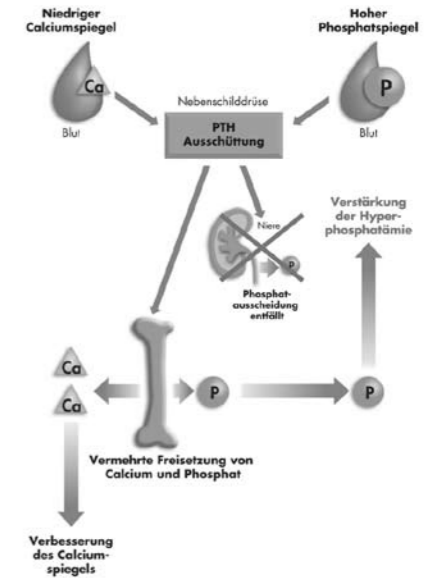 Niedriger
Calciumspiegel
Hoher
Phosphatspiegel
Ca
P
Blut
Blut
Nebenschilddrüse
PTH
Ausschüttung
Niere
P
Phosphat-
ausscheidung
entfällt
Verstärkung
der Hyper-
phosphatämie
Ca
Ca
P
P
Vermehrte Freisetzung von
Calcium und Phosphat
Verbesserung
des Calcium-
spiegels